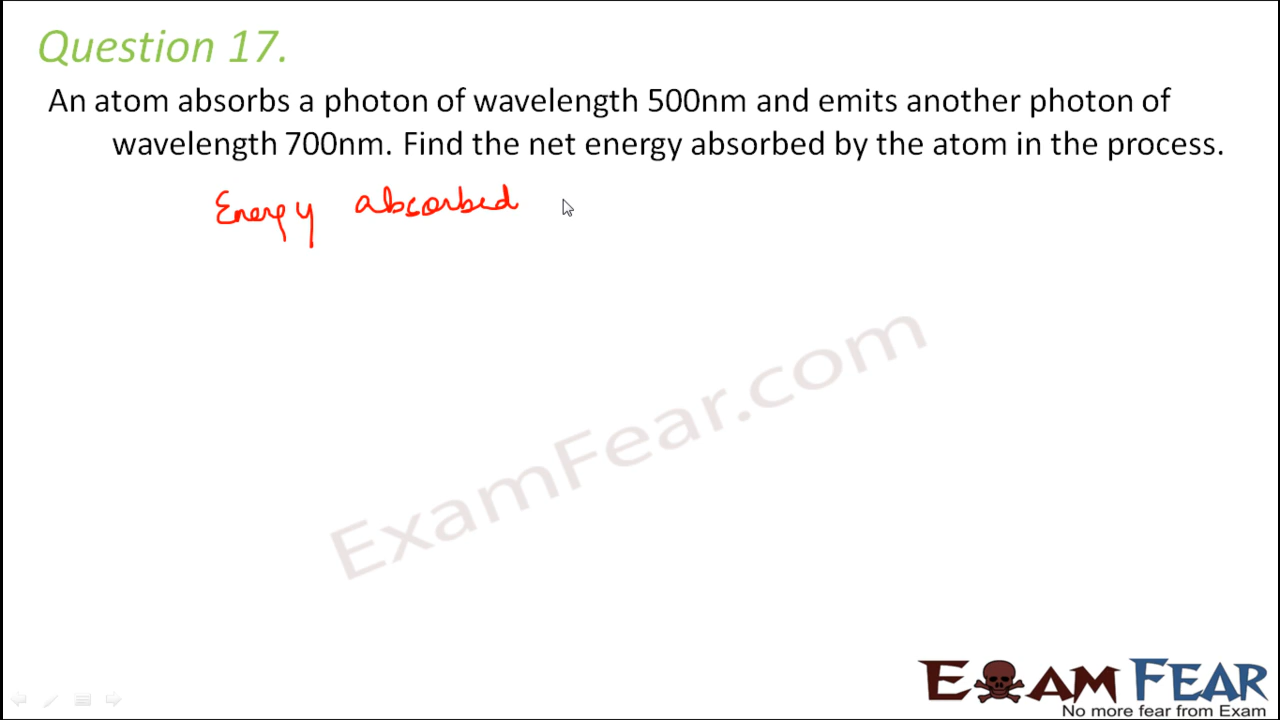 Question 17.
An atom absorbs a photon of wavelength 500nm and emits another photon of
wavelength 700nm. Find the net energy absorbed by the atom in the process.
Energy absorbed
ExamFear.com
EXAM FEAR
No more fear from Exam